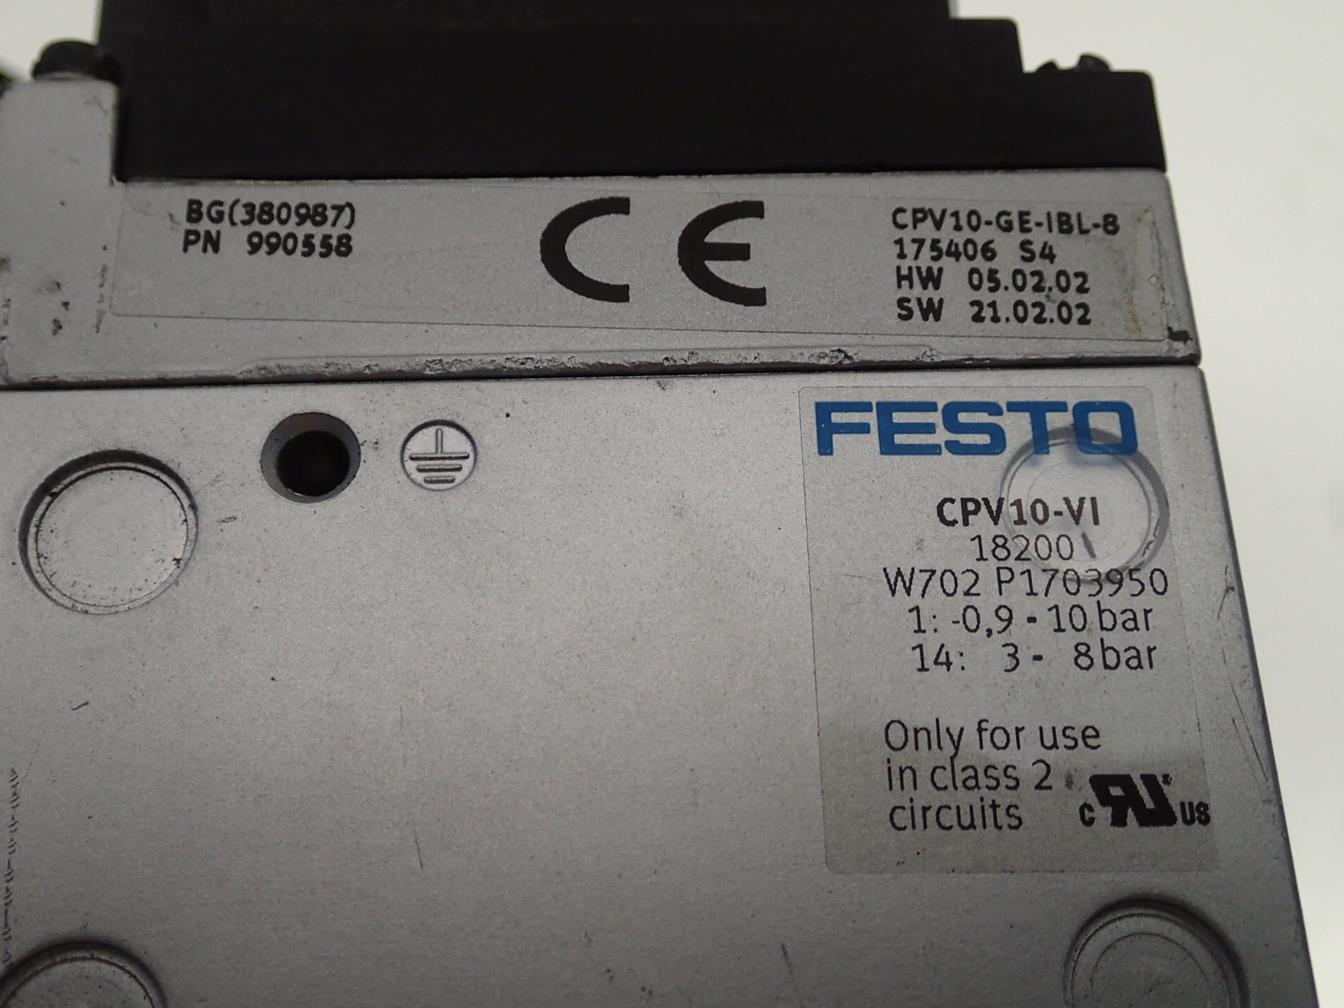 BG(380987)
PN 990558
CE
CPV10-GE-IBL-8
175406 S4
HW 05.02.02
SW 21.02.02
FESTO
CPV10-VI
18200
W702 P1703950
1: -0,9 - 10 bar
14: 3 - 8 bar
Only for use
in class 2
circuits
c RU US